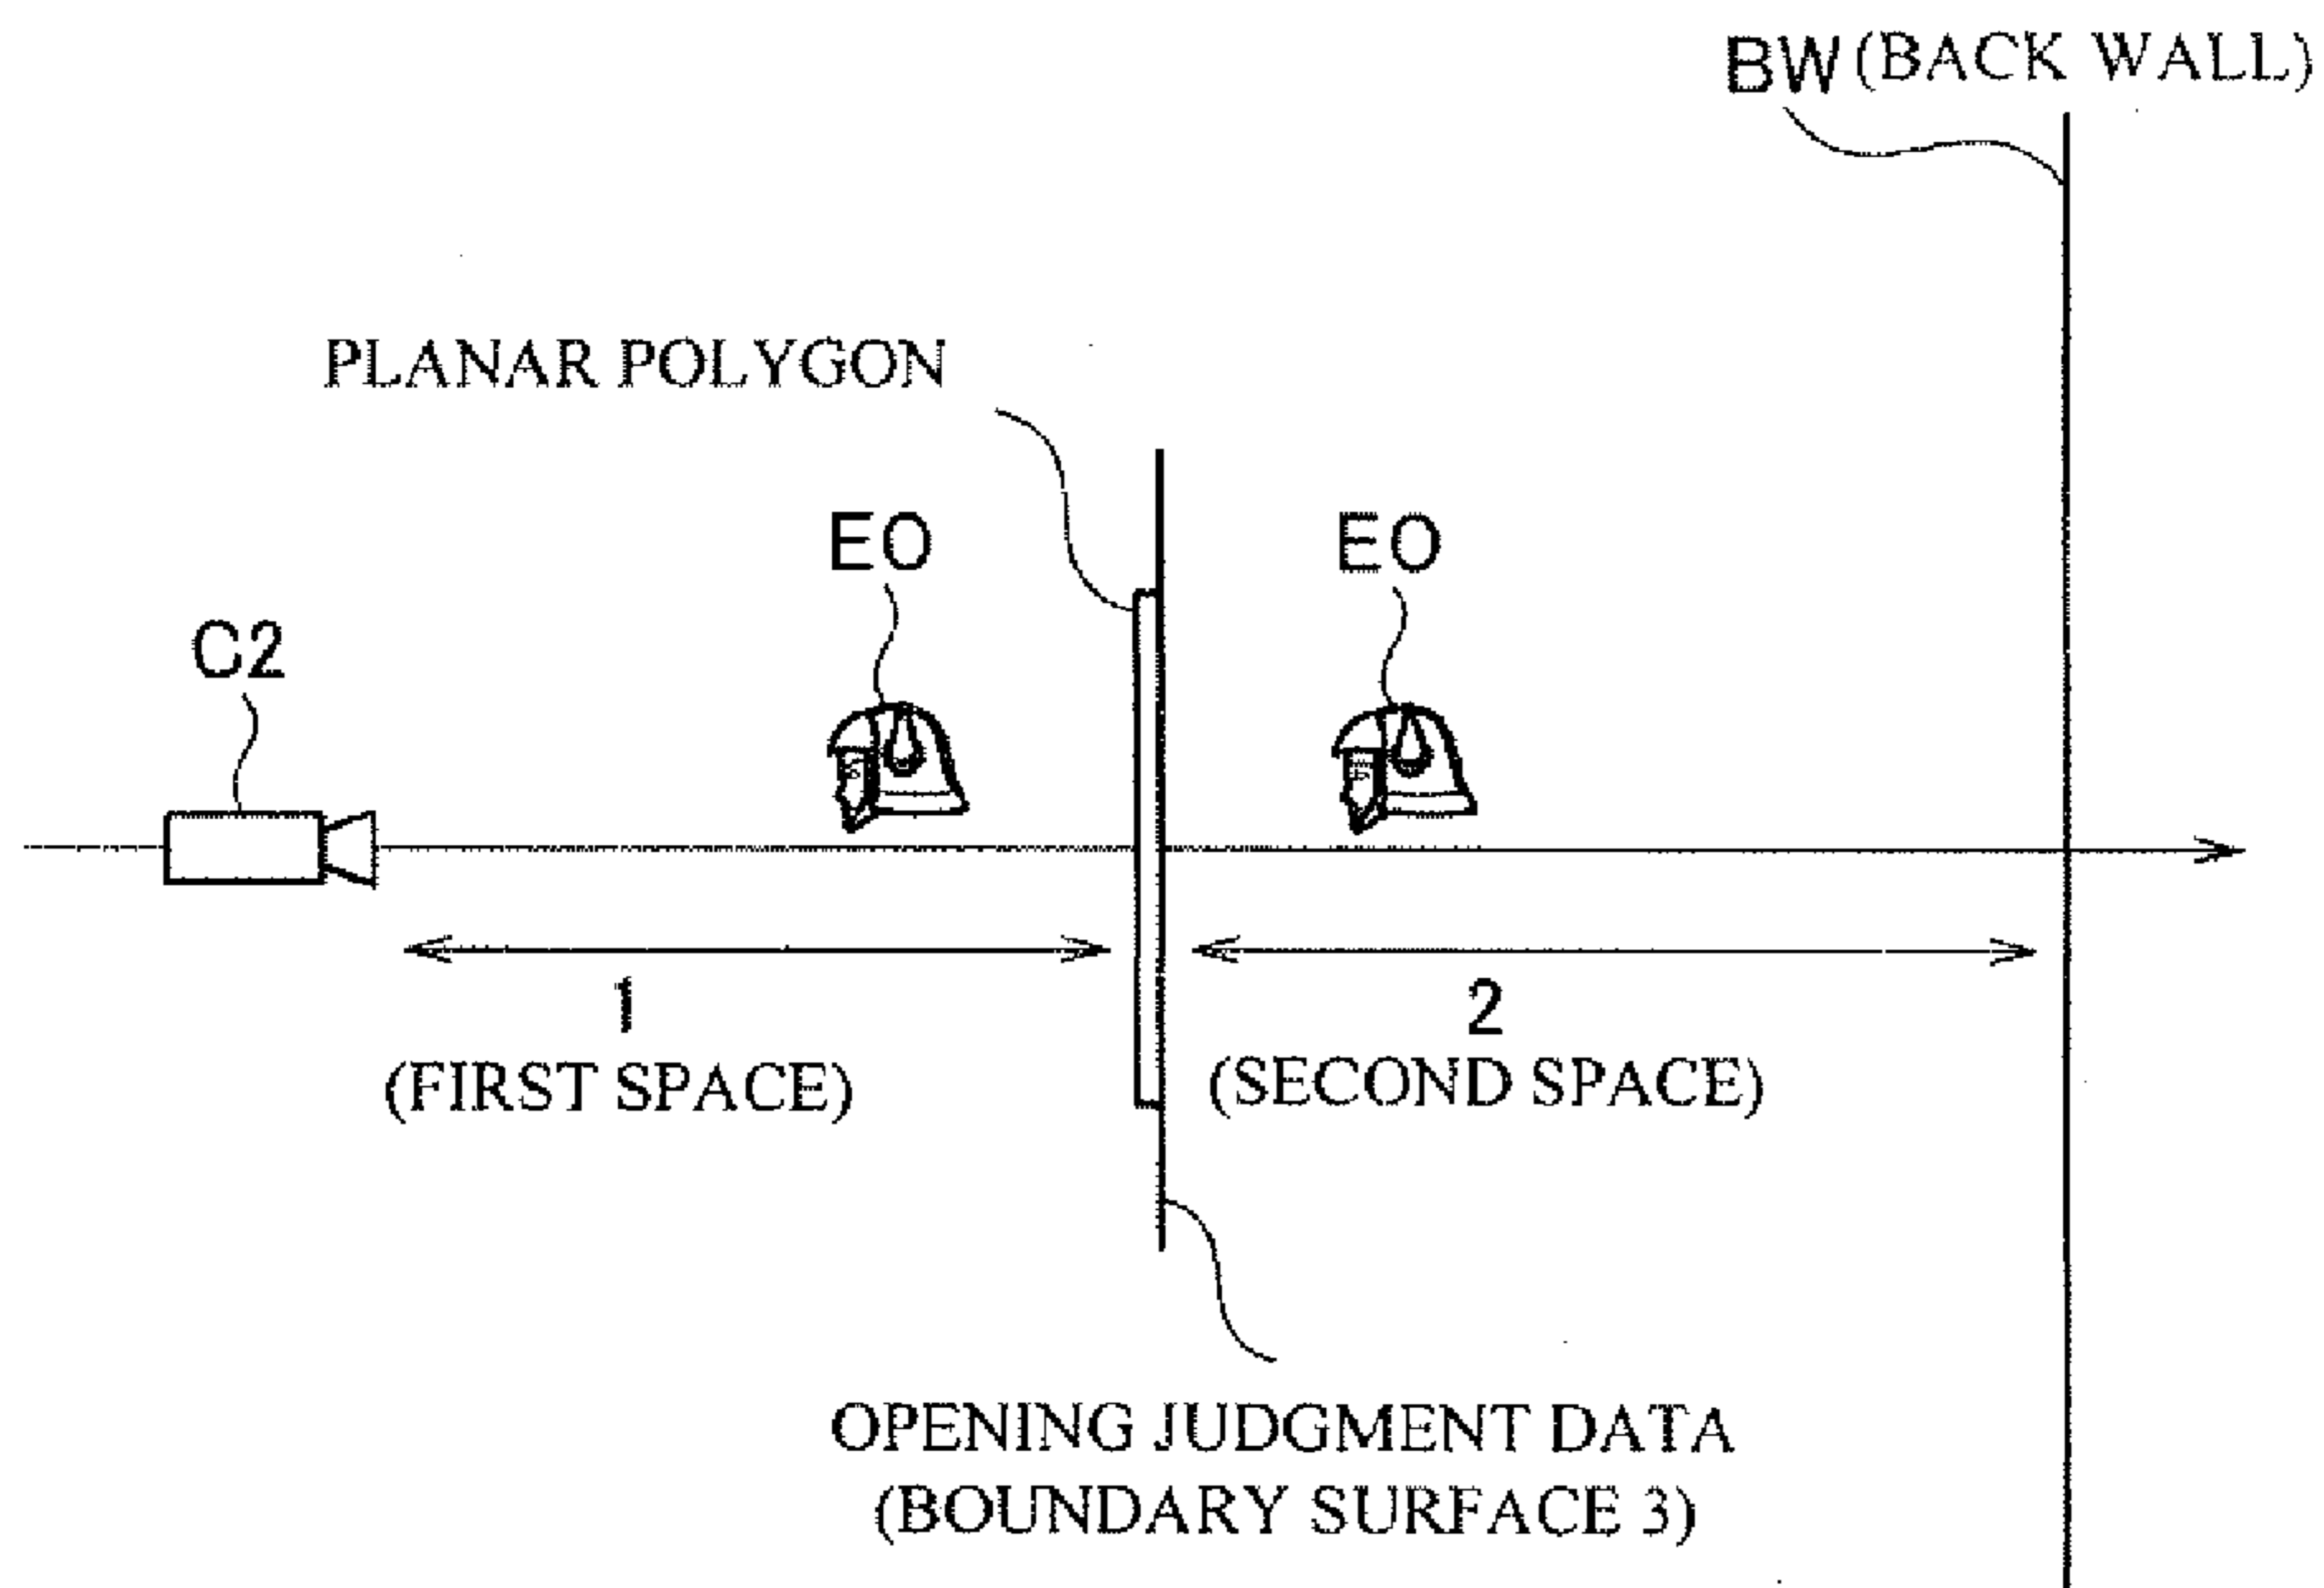 BW (BACK WALL)
PLANAR POLYGON
EO EO
C2
1 2
(FIRST SPACE) (SECOND SPACE)
OPENING JUDGMENT DATA
(BOUNDARY SURFACE 3)